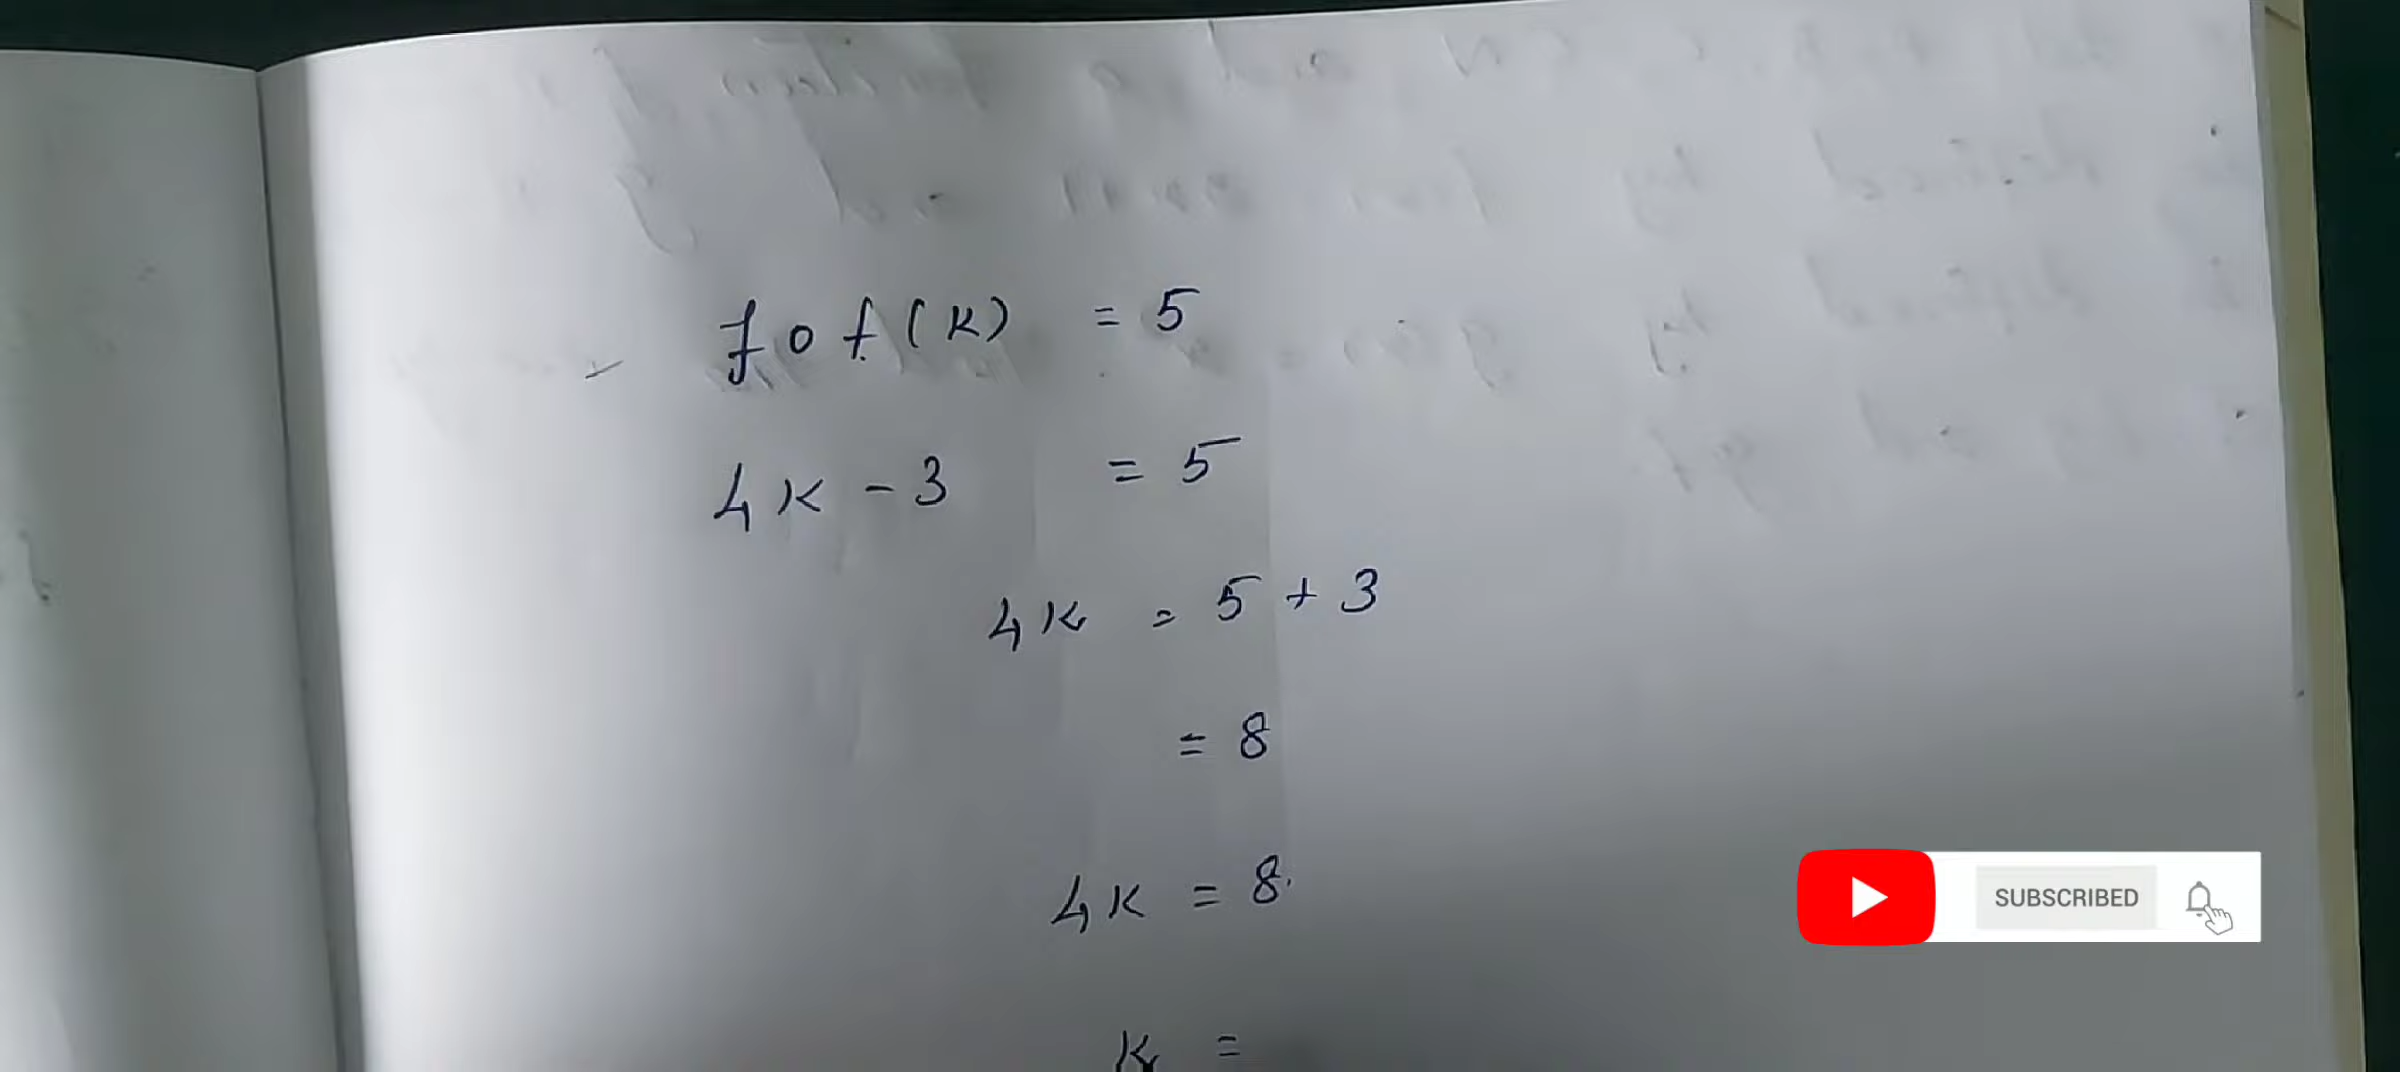 fof(k) = 5
4k - 3 = 5
4k = 5 + 3
= 8
4k = 8.
k =
SUBSCRIBED